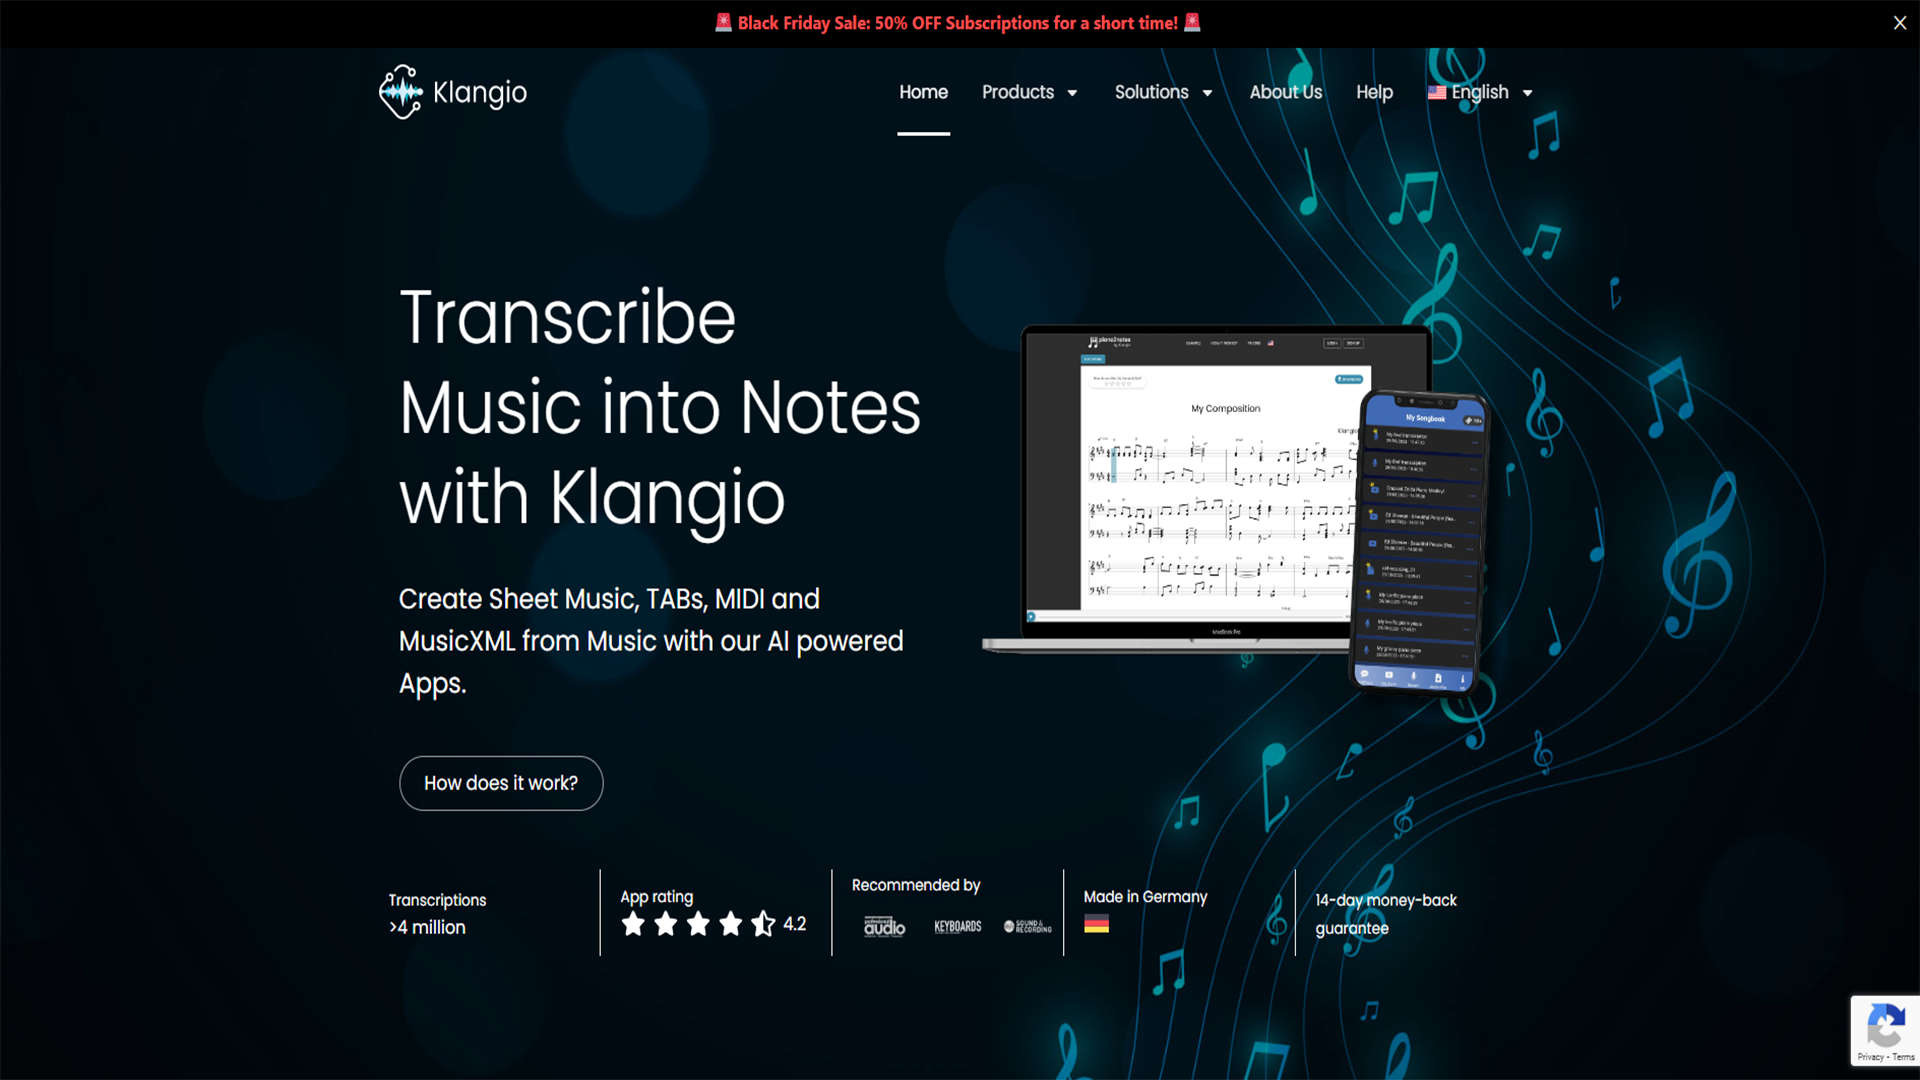 Black Friday Sale: 50% OFF Subscriptions for a short time!
Klangio
Home
Products
Solutions
About Us
Help
English
Transcribe
Music into Notes
with Klangio
Create Sheet Music, TABs, MIDI and
MusicXML from Music with our AI powered
Apps.
How does it work?
piano2notes
My Composition
MacBook Pro
My Songbook
Transcriptions
>4 million
App rating
4.2
Recommended by
audio
KEYBOARDS
SOUND &
RECORDING
Made in Germany
14-day money-back
guarantee
Privacy - Terms